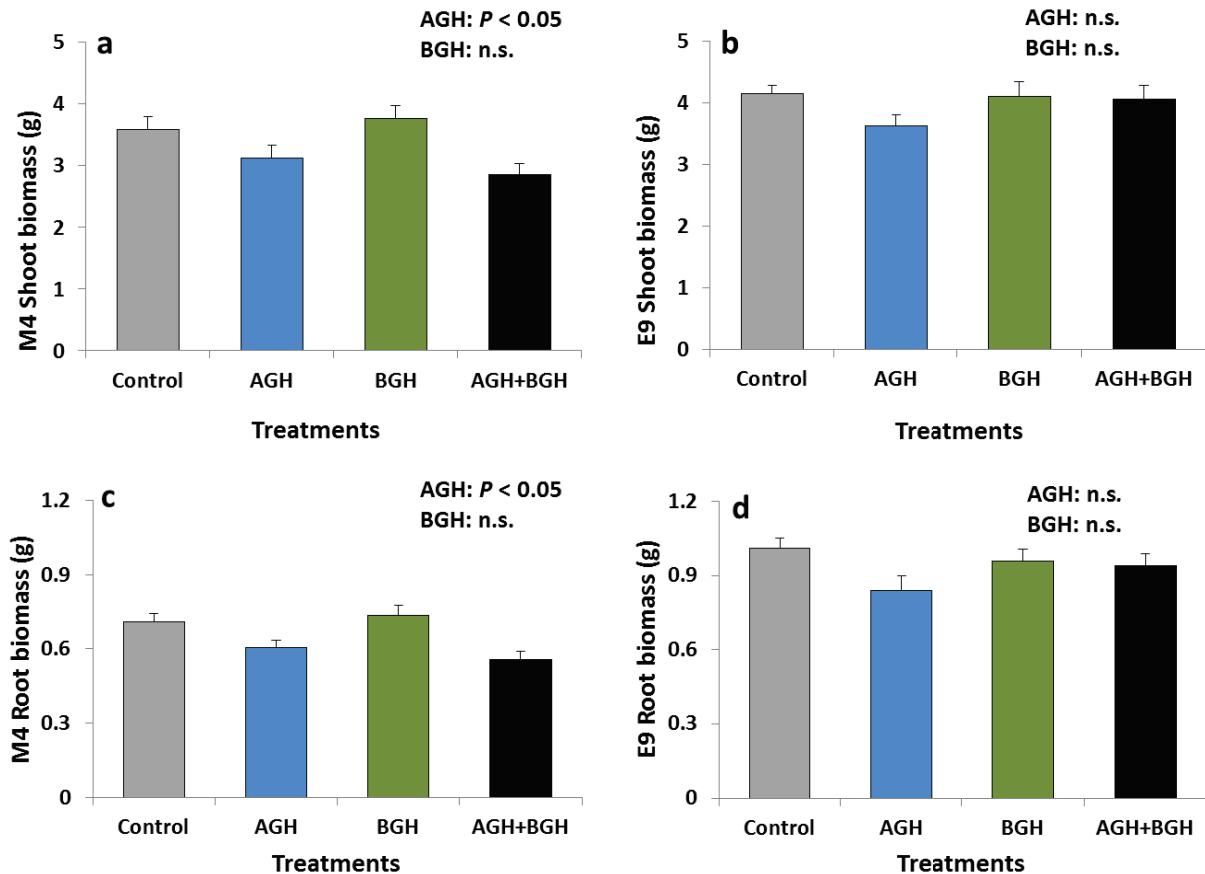 a
AGH: P < 0.05
BGH: n.s.
M4 Shoot biomass (g)
5
4
3
2
1
0
Control AGH BGH AGH+BGH
Treatments
b
AGH: n.s.
BGH: n.s.
E9 Shoot biomass (g)
5
4
3
2
1
0
Control AGH BGH AGH+BGH
Treatments
c
AGH: P < 0.05
BGH: n.s.
M4 Root biomass (g)
1.2
0.9
0.6
0.3
0
Control AGH BGH AGH+BGH
Treatments
d
AGH: n.s.
BGH: n.s.
E9 Root biomass (g)
1.2
0.9
0.6
0.3
0
Control AGH BGH AGH+BGH
Treatments